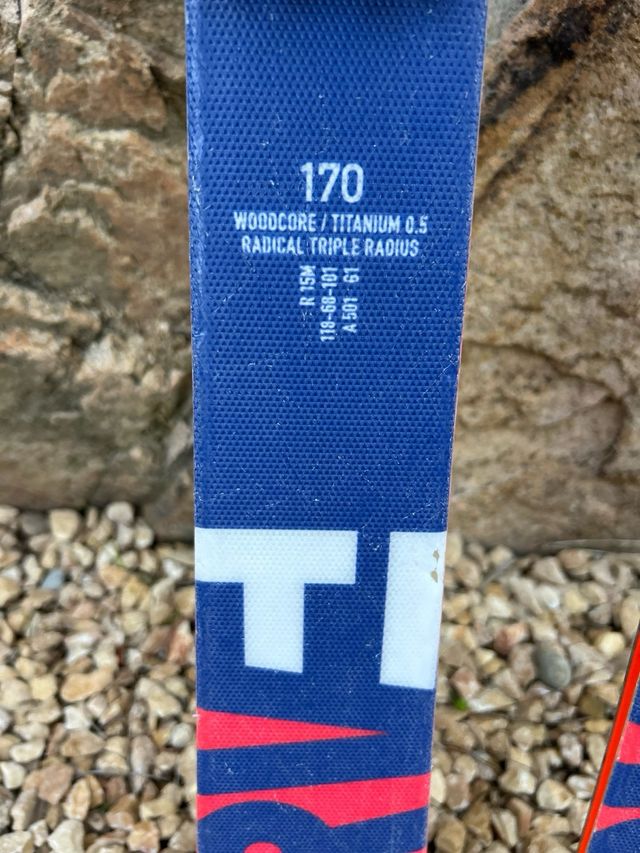 170
WOODCORE / TITANIUM 0.5
RADICAL TRIPLE RADIUS
R 15M
118-68-101
A 501 61
TI